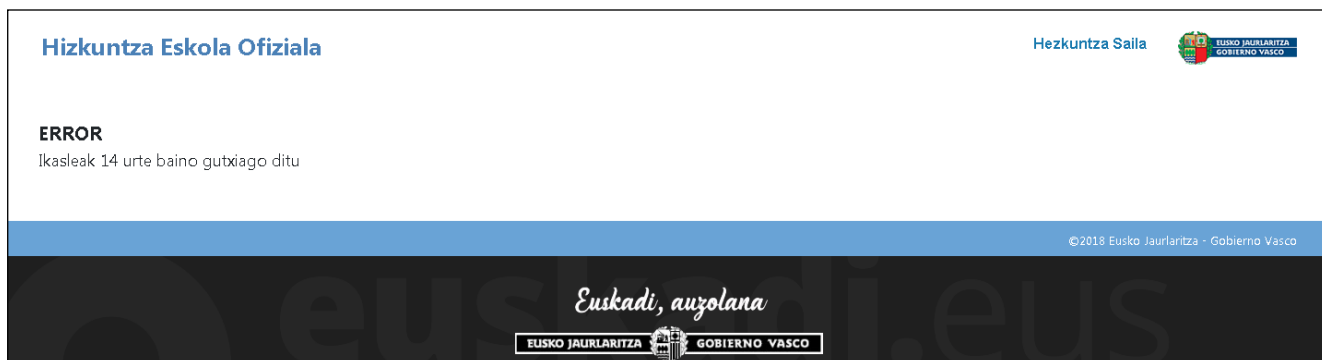 Hizkuntza Eskola Ofiziala
Hezkuntza Saila
EUSKO JAURLARITZA
GOBIERNO VASCO
ERROR
Ikasleak 14 urte baino gutxiago ditu
©2018 Eusko Jaurlaritza - Gobierno Vasco
euskadi.eus
Euskadi, auzolana
EUSKO JAURLARITZA GOBIERNO VASCO